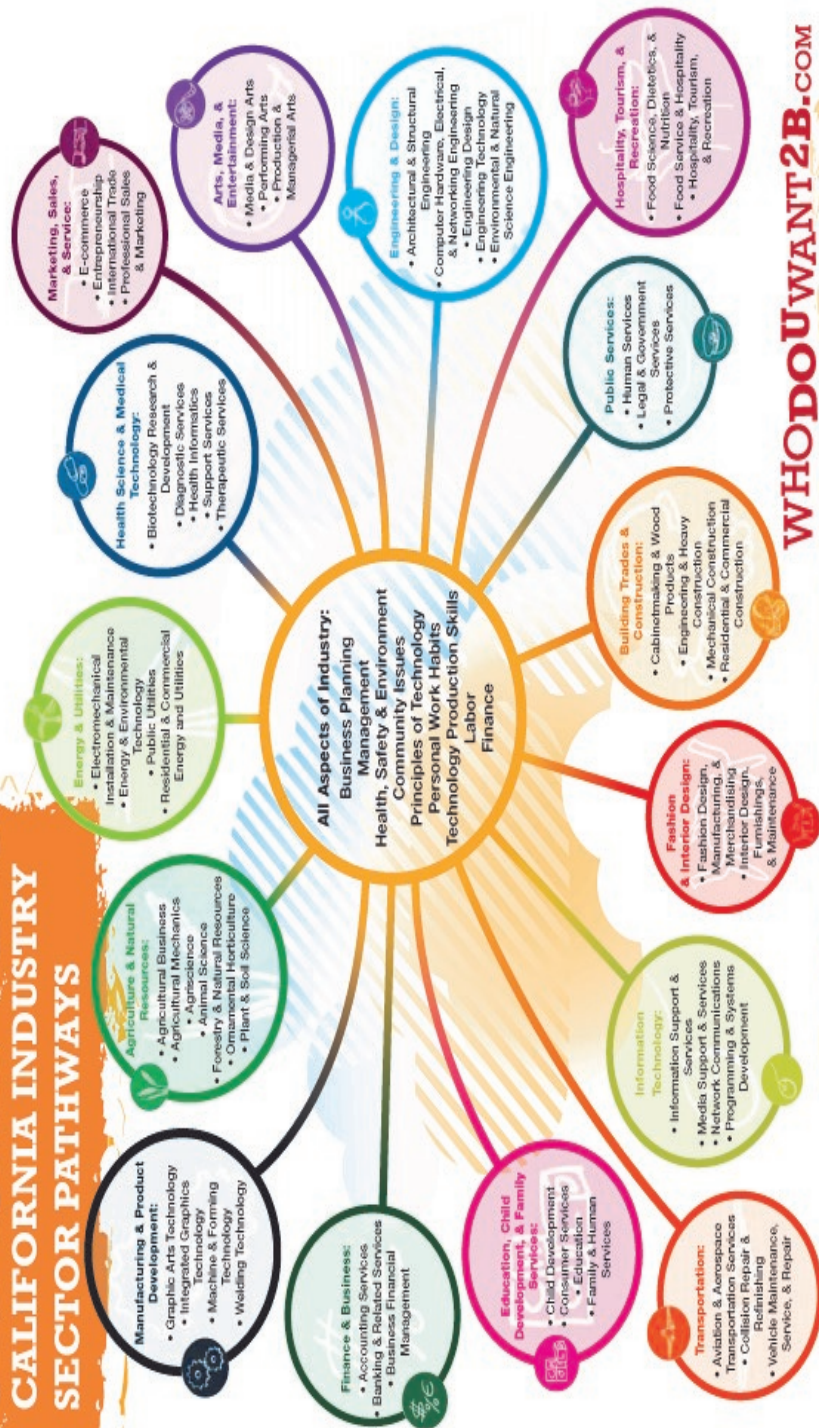 CALIFORNIA INDUSTRY
SECTOR PATHWAYS
Manufacturing & Product
Development:
• Graphic Arts Technology
• Integrated Graphics
Technology
• Machine & Forming
Technology
• Welding Technology
Agriculture & Natural
Resources:
• Agricultural Business
• Agricultural Mechanics
• Agriscience
• Animal Science
• Forestry & Natural Resources
• Ornamental Horticulture
• Plant & Soil Science
Energy & Utilities:
• Electromechanical
Installation & Maintenance
• Energy & Environmental
Technology
• Public Utilities
• Residential & Commercial
Energy and Utilities
Health Science & Medical
Technology:
• Biotechnology Research &
Development
• Diagnostic Services
• Health Informatics
• Support Services
• Therapeutic Services
Marketing, Sales,
& Service:
• E-commerce
• Entrepreneurship
• International Trade
• Professional Sales
& Marketing
Arts, Media, &
Entertainment:
• Media & Design Arts
• Performing Arts
• Production &
Managerial Arts
Engineering & Design:
• Architectural & Structural
Engineering
• Computer Hardware, Electrical,
& Networking Engineering
• Engineering Design
• Engineering Technology
• Environmental & Natural
Science Engineering
Hospitality, Tourism, &
Recreation:
• Food Science, Dietetics, &
Nutrition
• Food Service & Hospitality
• Hospitality, Tourism,
& Recreation
Public Services:
• Human Services
• Legal & Government
Services
• Protective Services
Building Trades &
Construction:
• Cabinetmaking & Wood
Products
• Engineering & Heavy
Construction
• Mechanical Construction
• Residential & Commercial
Construction
Fashion
& Interior Design:
• Fashion Design,
Manufacturing, &
Merchandising
• Interior Design,
Furnishings,
& Maintenance
Information
Technology:
• Information Support &
Services
• Media Support & Services
• Network Communications
• Programming & Systems
Development
Transportation:
• Aviation & Aerospace
Transportation Services
• Collision Repair &
Refinishing
• Vehicle Maintenance,
Service, & Repair
Education, Child
Development, & Family
Services:
• Child Development
• Consumer Services
• Education
• Family & Human
Services
Finance & Business:
• Accounting Services
• Banking & Related Services
• Business Financial
Management
$%€
All Aspects of Industry:
Business Planning
Management
Health, Safety & Environment
Community Issues
Principles of Technology
Personal Work Habits
Technology Production Skills
Labor
Finance
WHODOUWANT2B.COM